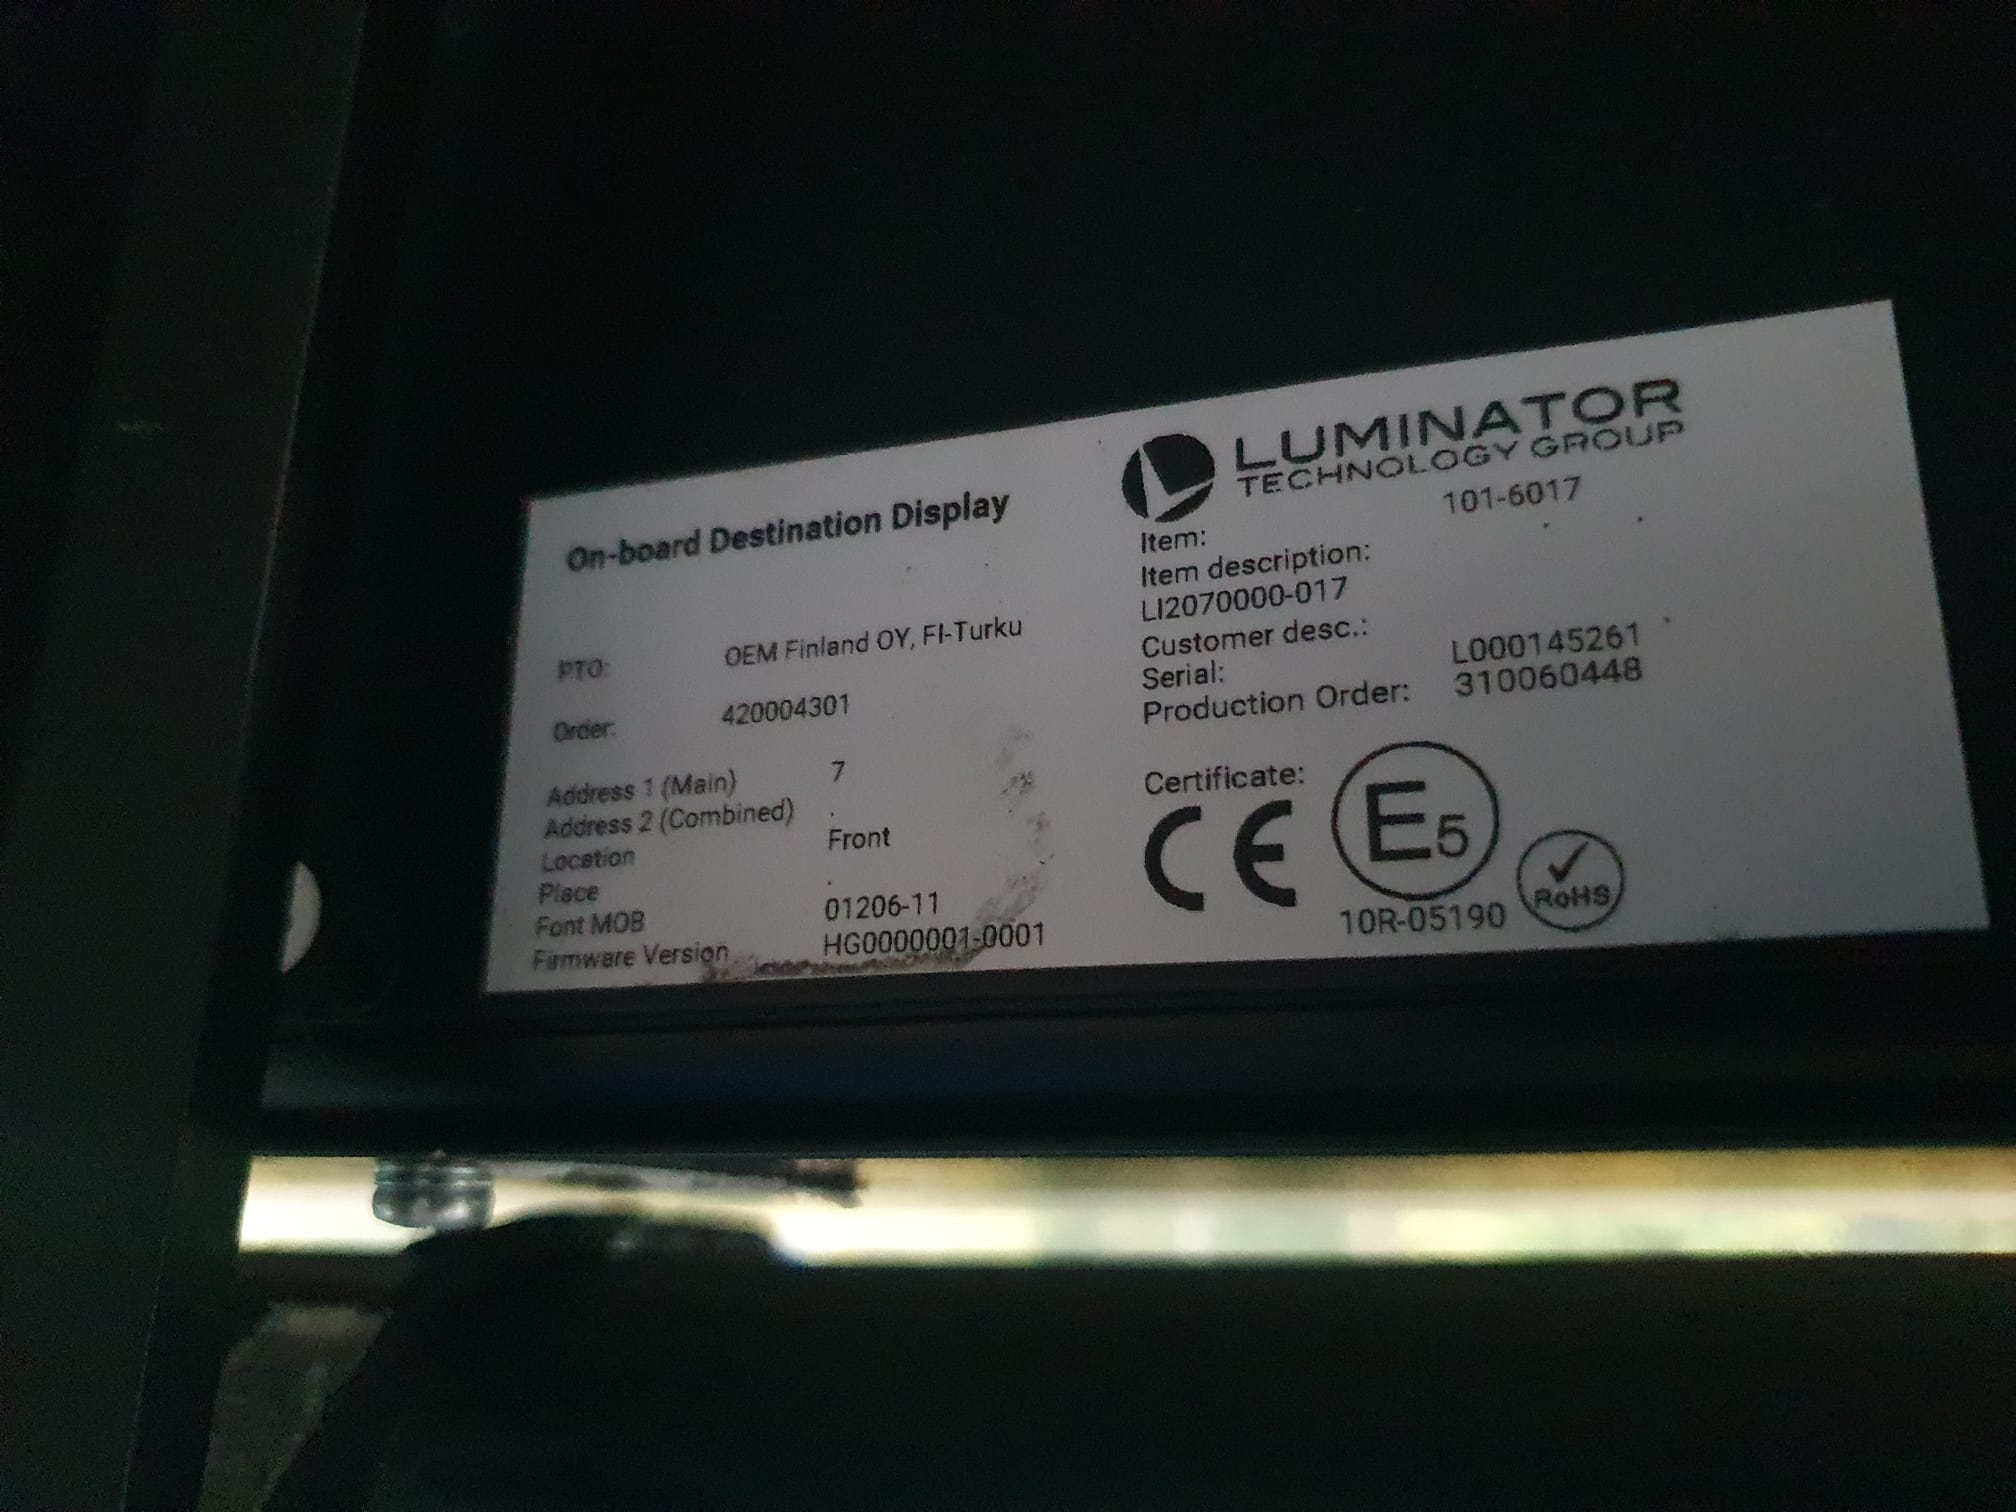 On-board Destination Display
PTO: OEM Finland OY, FI-Turku
Order: 420004301
Address 1 (Main) 7
Address 2 (Combined) .
Location Front
Place .
Font MOB 01206-11
Firmware Version HG0000001-0001
LUMINATOR
TECHNOLOGY GROUP
Item: 101-6017
Item description:
LI2070000-017
Customer desc.:
Serial: L000145261
Production Order: 310060448
Certificate:
CE E5 RoHS
10R-05190